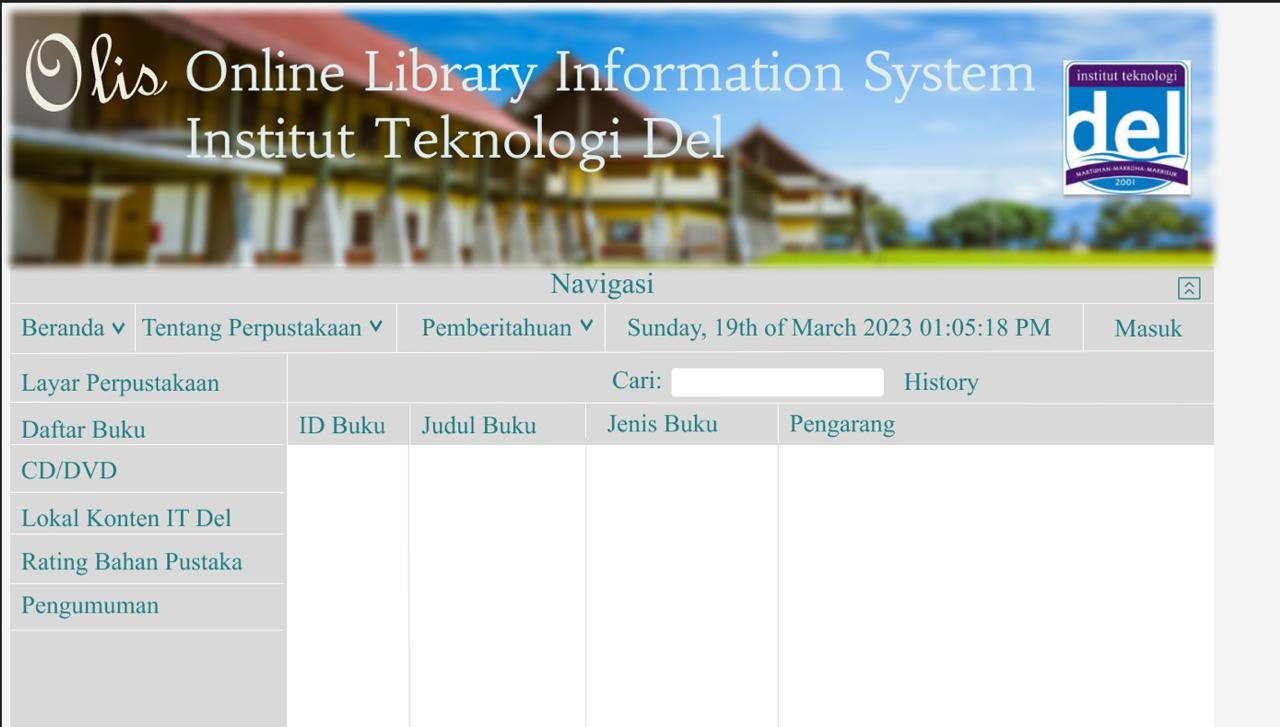 Olis Online Library Information System
Institut Teknologi Del
institut teknologi
del
MARTUHAN-MARROHA-MARBISUK
2001
Navigasi
Beranda Tentang Perpustakaan Pemberitahuan Sunday, 19th of March 2023 01:05:18 PM Masuk
Layar Perpustakaan Cari: History
Daftar Buku ID Buku Judul Buku Jenis Buku Pengarang
CD/DVD
Lokal Konten IT Del
Rating Bahan Pustaka
Pengumuman